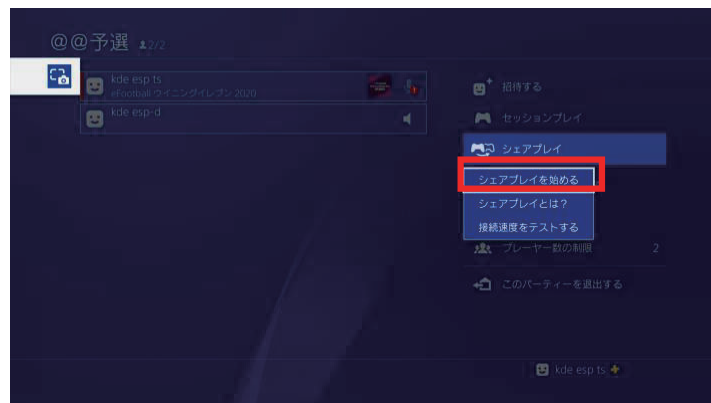 @@予選 2/2
kde esp ts
eFootball ウイニングイレブン 2020
kde esp-d
招待する
セッションプレイ
シェアプレイ
シェアプレイを始める
シェアプレイとは？
接続速度をテストする
プレーヤー数の制限 2
このパーティーを退出する
kde esp ts